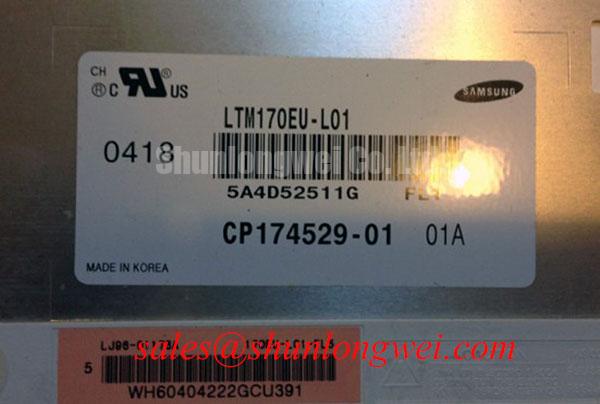 CH
® c RU US
SAMSUNG
LTM170EU-L01
0418
Shunlongwei Co.
5A4D52511G
CP174529-01 01A
MADE IN KOREA
sales@shunlongwei.com
5
WH60404222GCU391